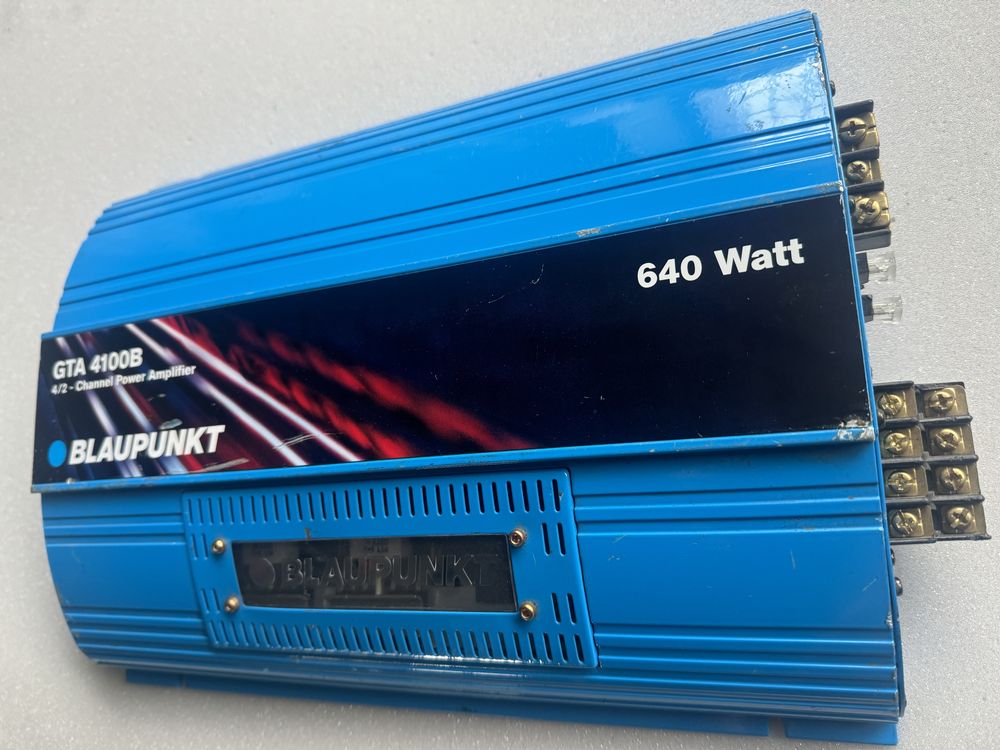 640 Watt
GTA 4100B
4/2 - Channel Power Amplifier
BLAUPUNKT
BLAUPUNKT